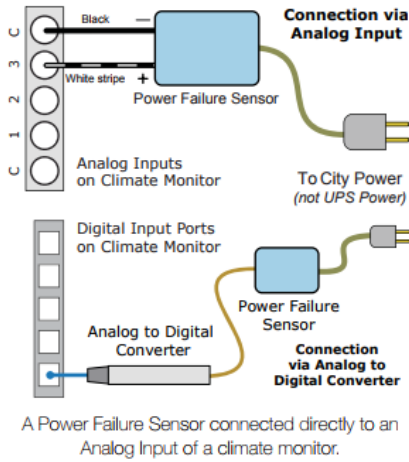 Connection via
Analog Input
Black
—
C
3
2
1
C
White stripe
+
Power Failure Sensor
Analog Inputs
on Climate Monitor
To City Power
(not UPS Power)
Digital Input Ports
on Climate Monitor
Analog to Digital
Converter
Power Failure
Sensor
Connection
via Analog to
Digital Converter
A Power Failure Sensor connected directly to an
Analog Input of a climate monitor.